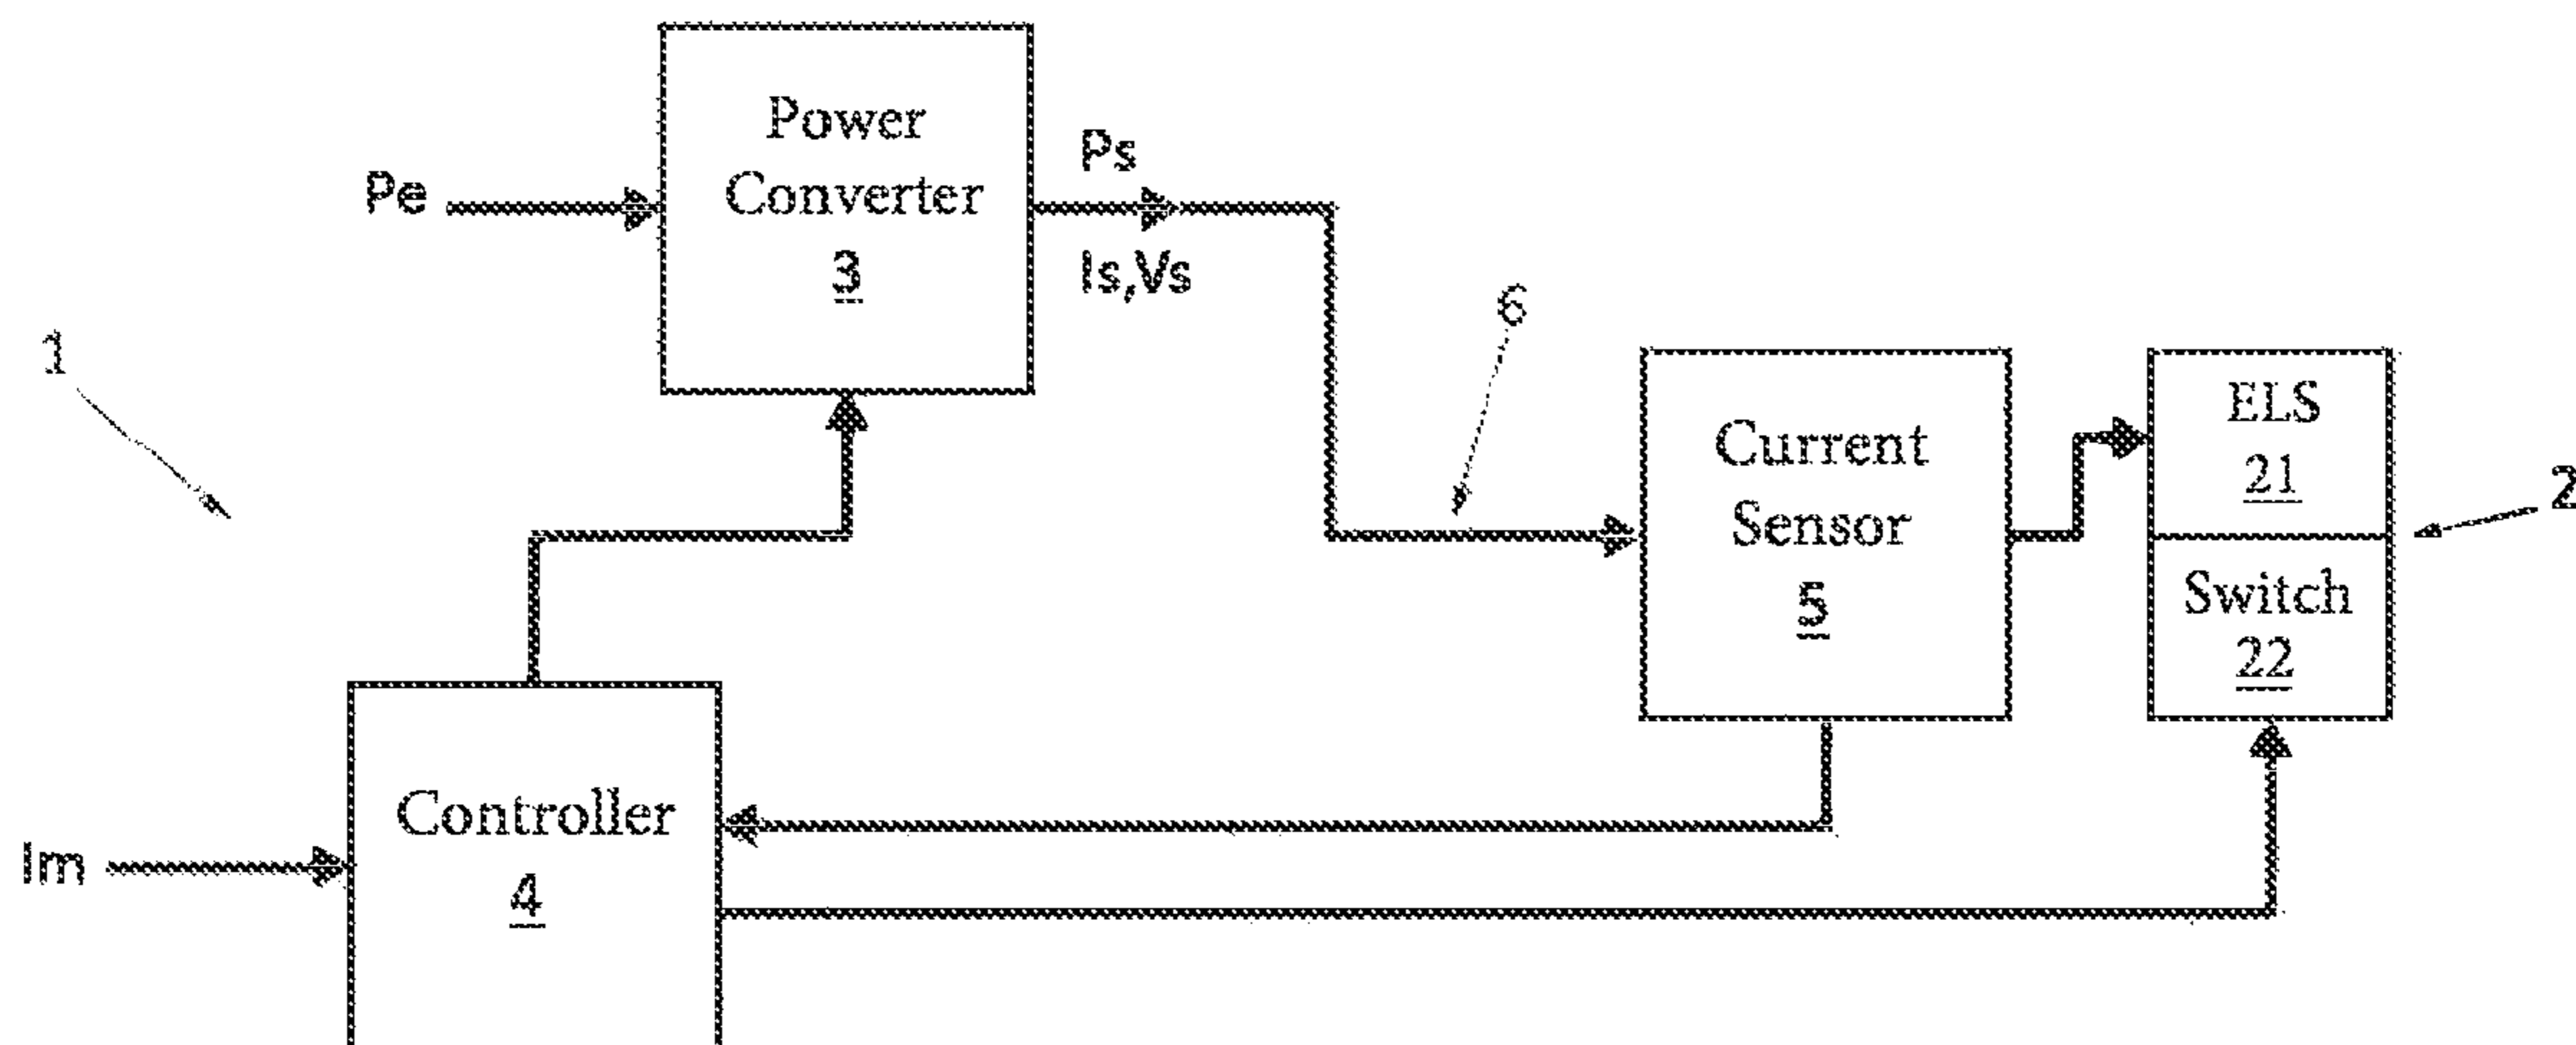 Power
Converter
3
Pe
Ps
Is,Vs
6
1
Current
Sensor
5
ELS
21
Switch
22
2
Controller
4
Im